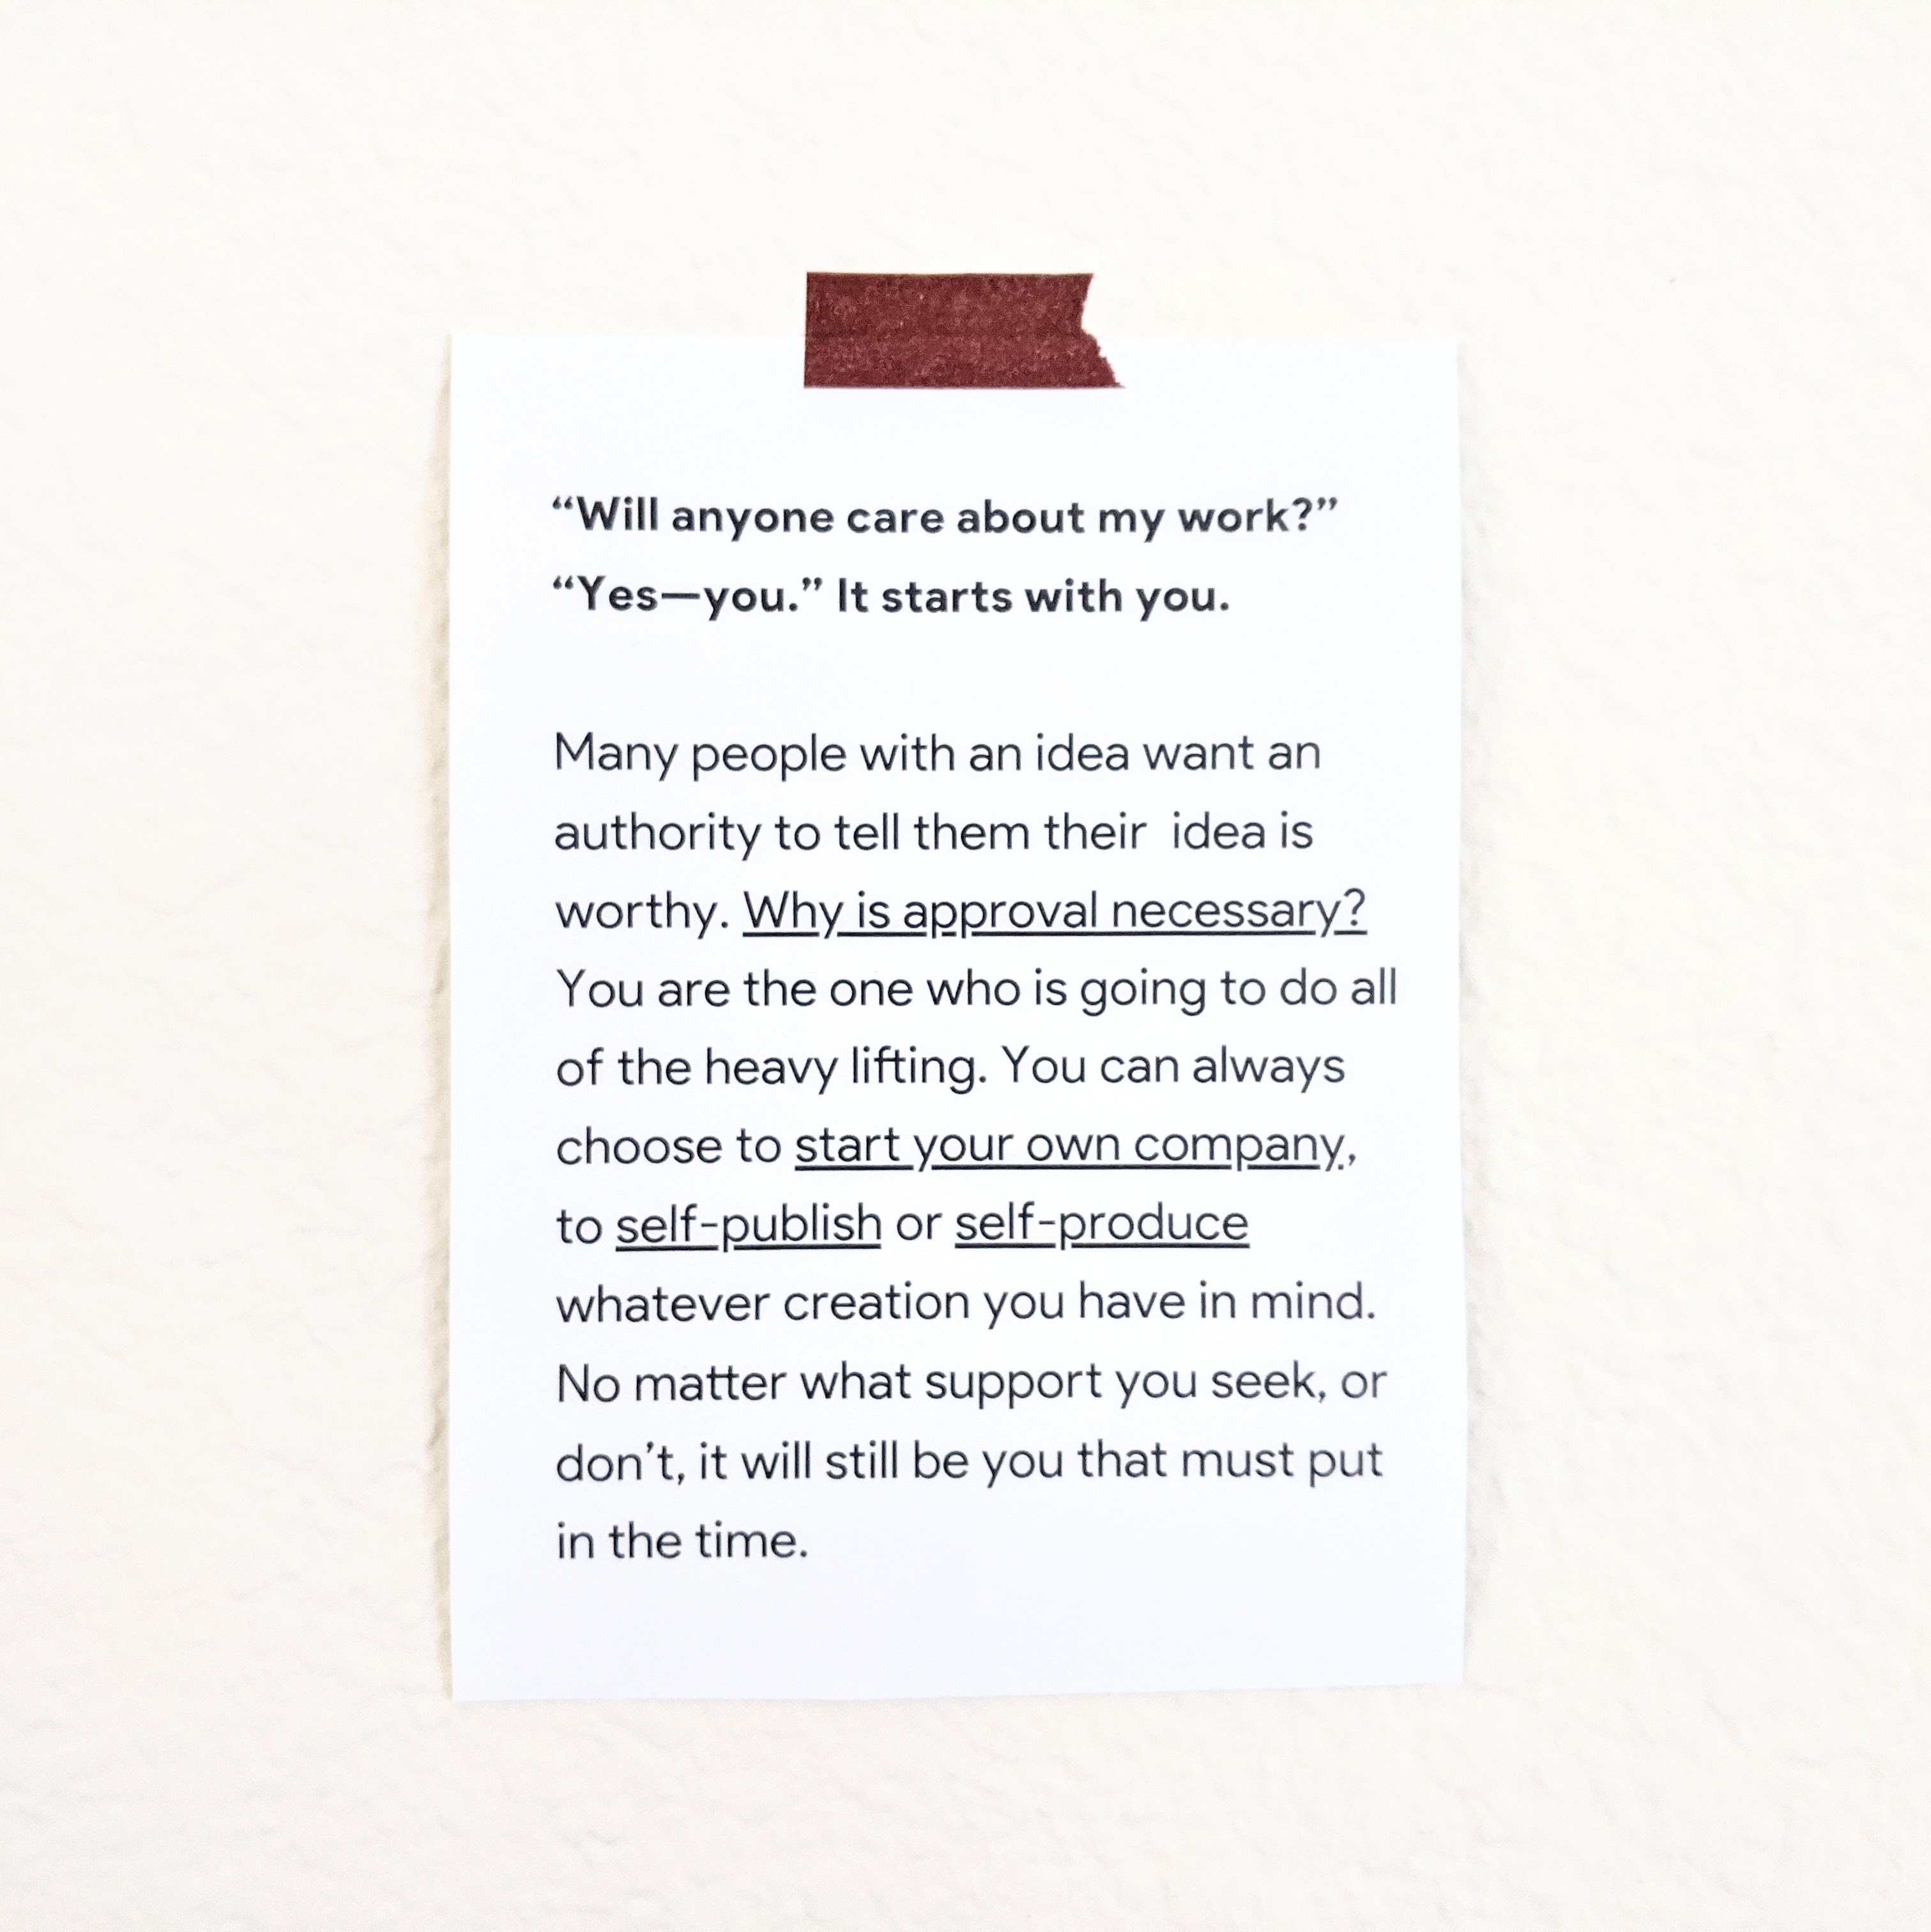 “Will anyone care about my work?”
“Yes—you.” It starts with you.
Many people with an idea want an
authority to tell them their  idea is
worthy. Why is approval necessary?
You are the one who is going to do all
of the heavy lifting. You can always
choose to start your own company,
to self-publish or self-produce
whatever creation you have in mind.
No matter what support you seek, or
don’t, it will still be you that must put
in the time.